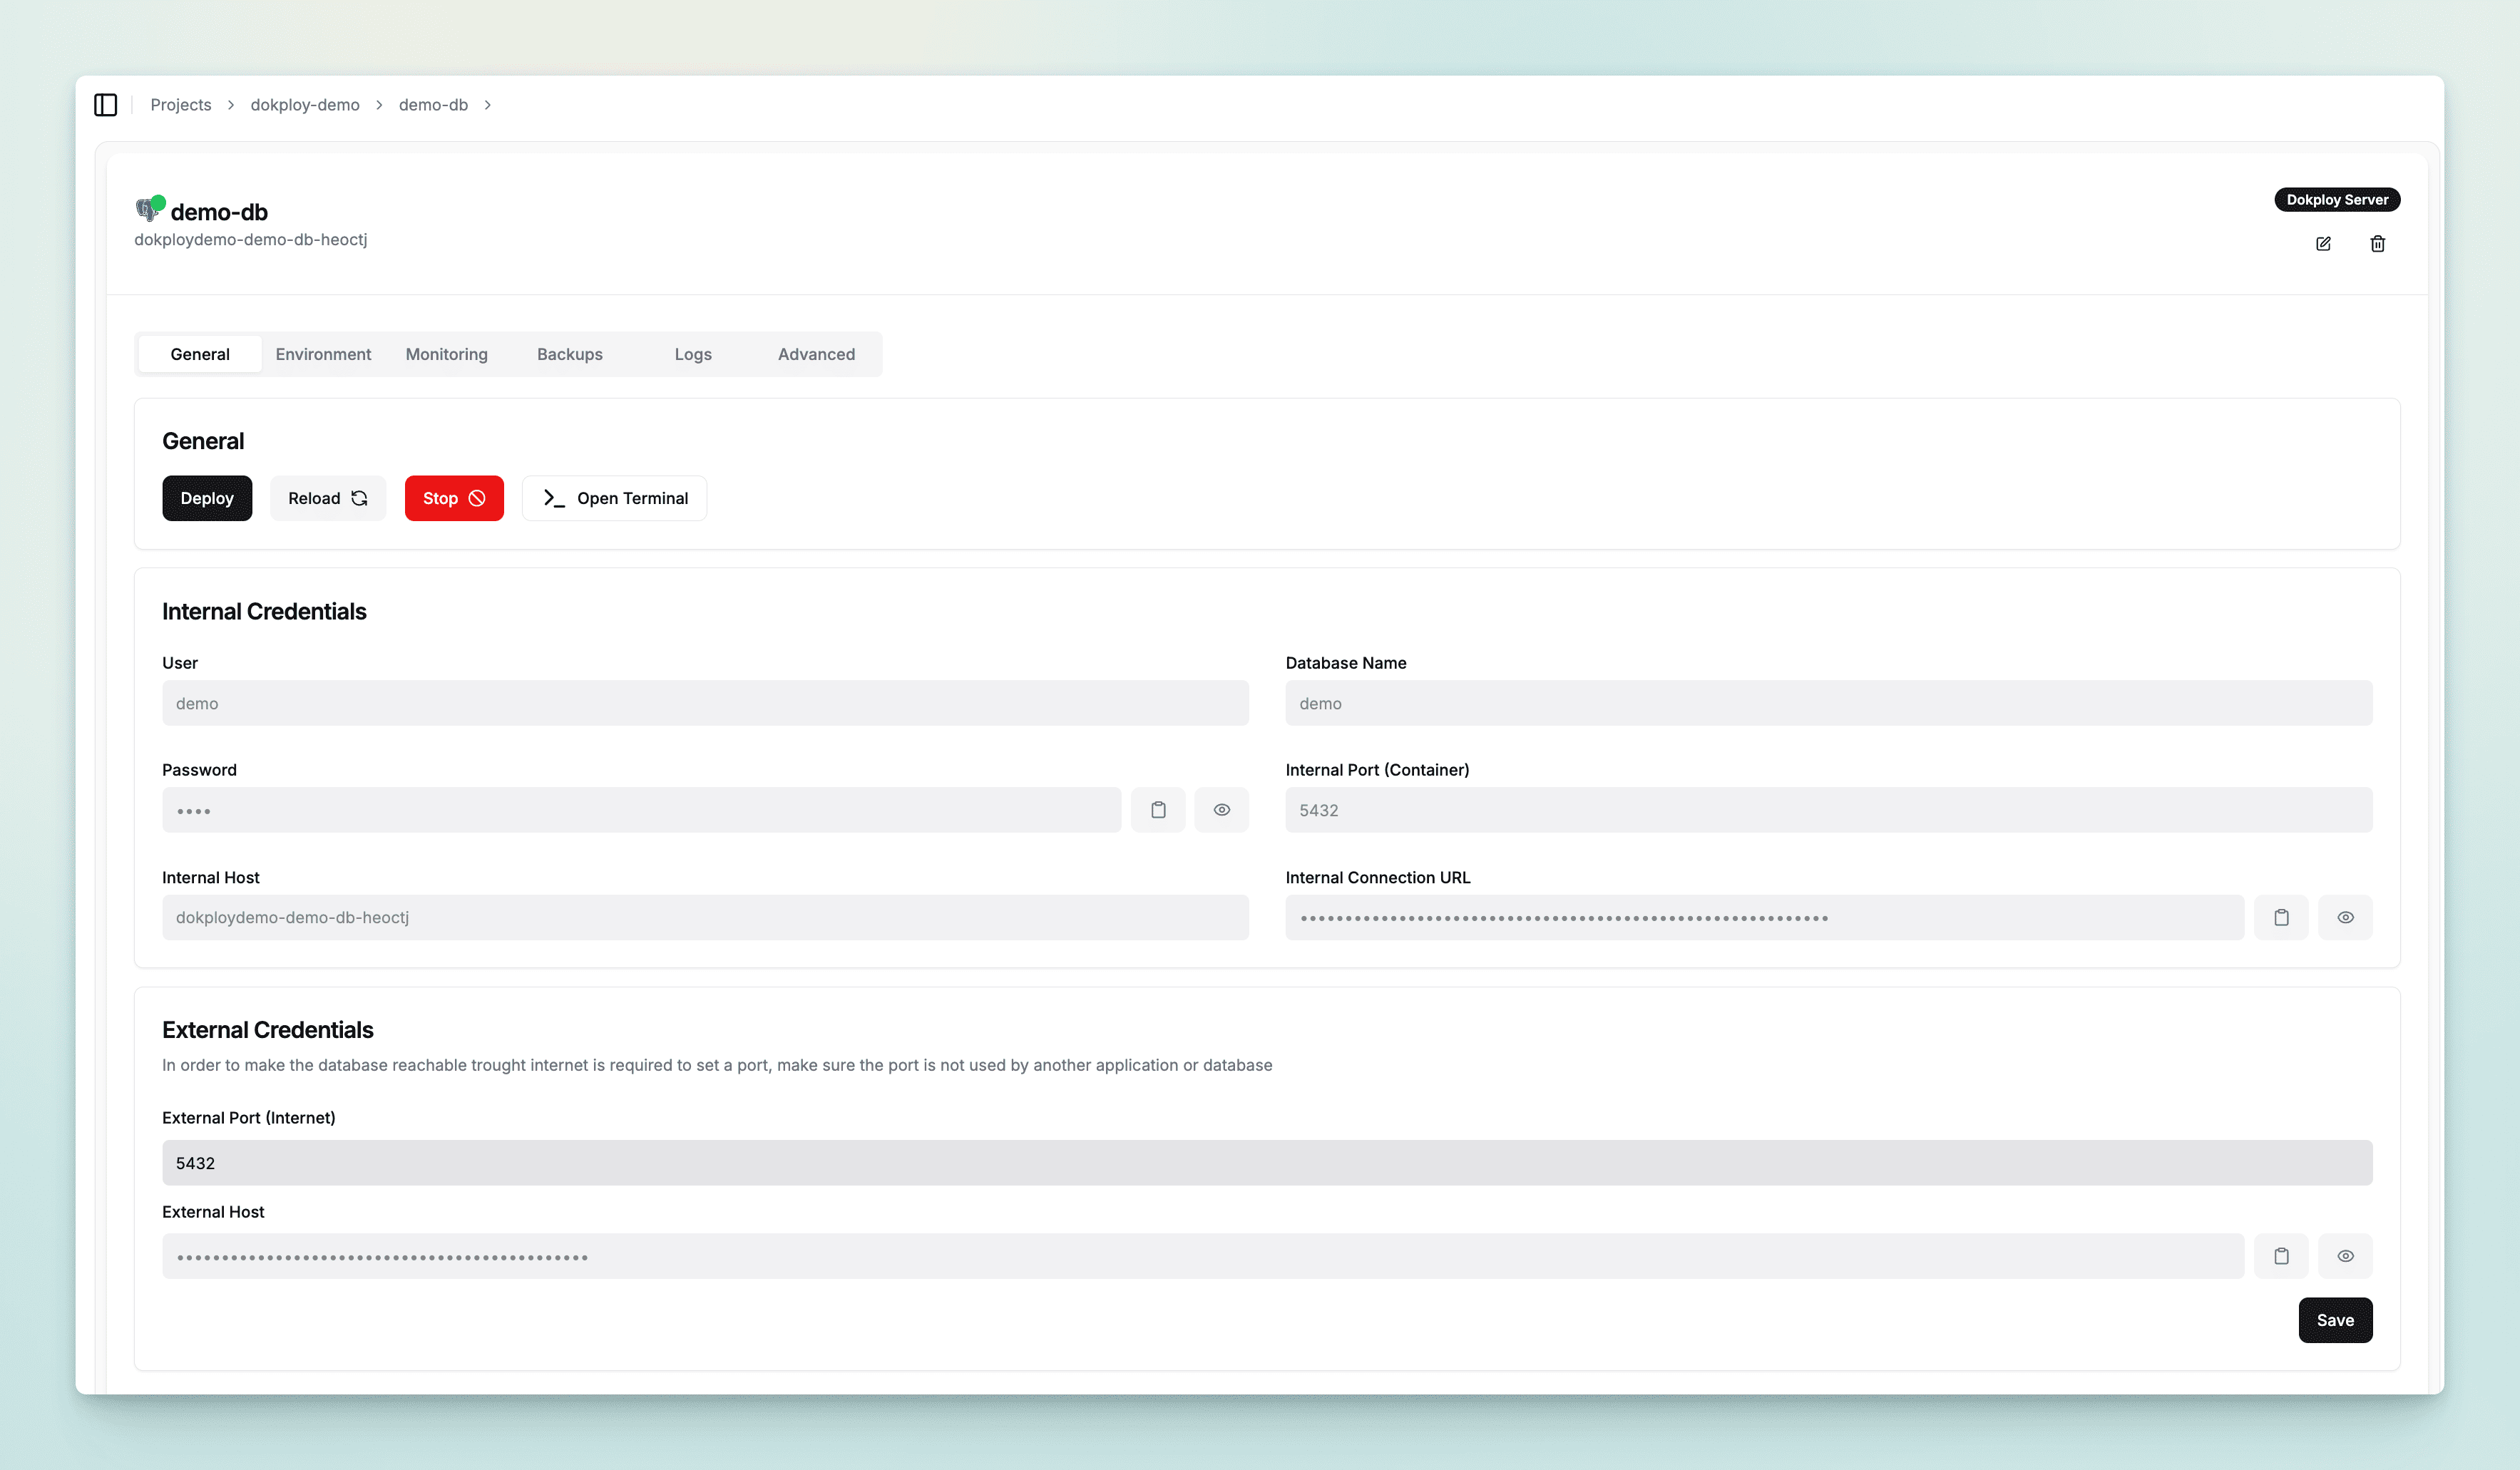 Projects > dokploy-demo > demo-db >
demo-db
dokploydemo-demo-db-heoctj
Dokploy Server
General Environment Monitoring Backups Logs Advanced
General
Deploy Reload Stop Open Terminal
Internal Credentials
User
demo
Database Name
demo
Password
••••
Internal Port (Container)
5432
Internal Host
dokploydemo-demo-db-heoctj
Internal Connection URL
External Credentials
In order to make the database reachable trought internet is required to set a port, make sure the port is not used by another application or database
External Port (Internet)
5432
External Host
Save